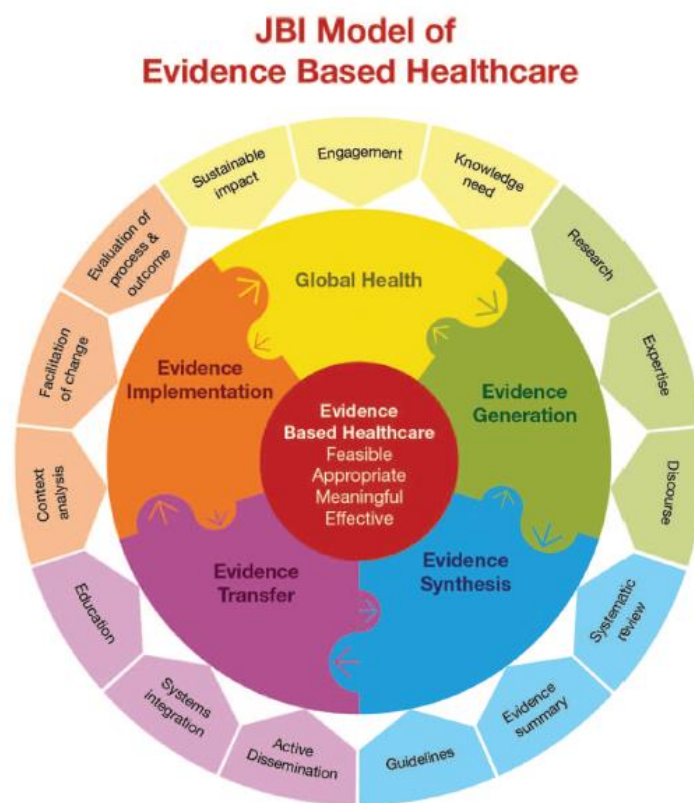 JBI Model of
Evidence Based Healthcare
Sustainable
impact
Engagement
Knowledge
need
Research
Expertise
Discourse
Systematic
review
Evidence
summary
Guidelines
Active
Dissemination
Systems
integration
Education
Context
analysis
Facilitation
of change
Evaluation of
process &
outcome
Global Health
Evidence
Generation
Evidence
Synthesis
Evidence
Transfer
Evidence
Implementation
Evidence
Based Healthcare
Feasible
Appropriate
Meaningful
Effective